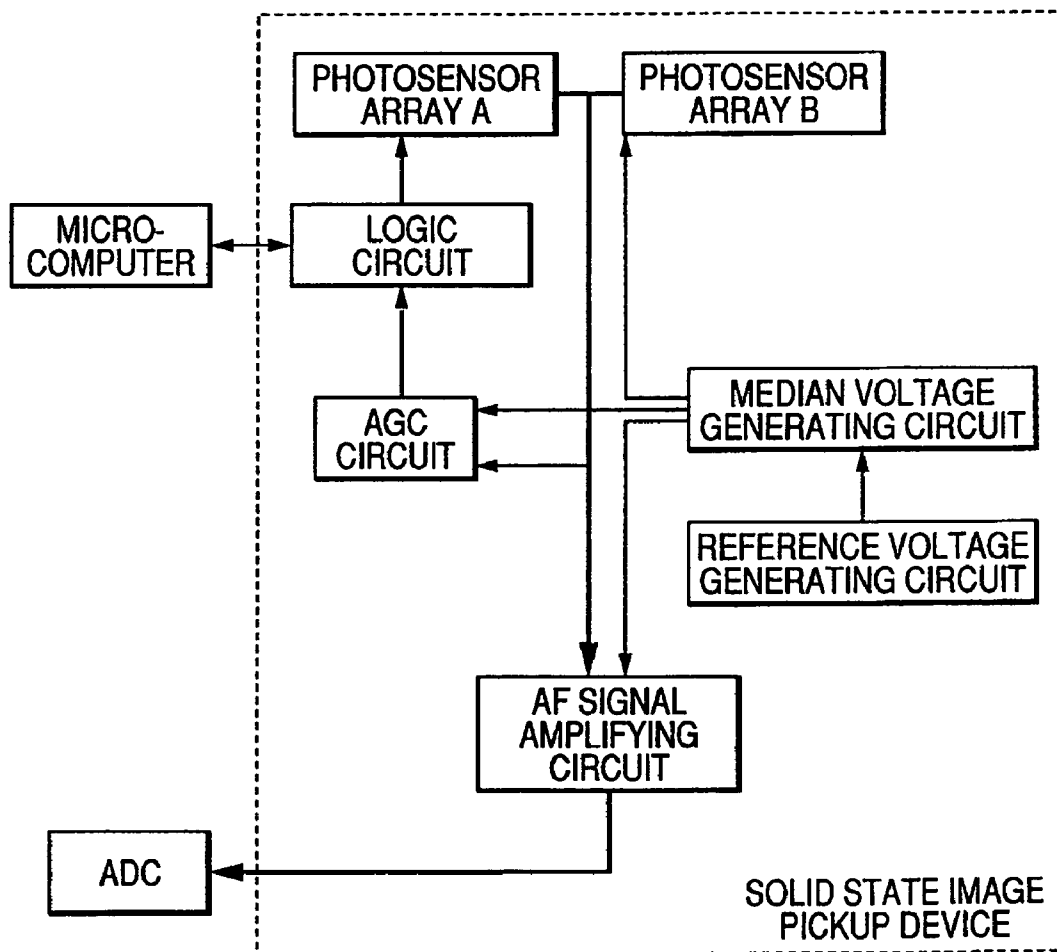 PHOTOSENSOR
ARRAY A
PHOTOSENSOR
ARRAY B
MICRO-
COMPUTER
LOGIC
CIRCUIT
AGC
CIRCUIT
MEDIAN VOLTAGE
GENERATING CIRCUIT
REFERENCE VOLTAGE
GENERATING CIRCUIT
AF SIGNAL
AMPLIFYING
CIRCUIT
ADC
SOLID STATE IMAGE
PICKUP DEVICE